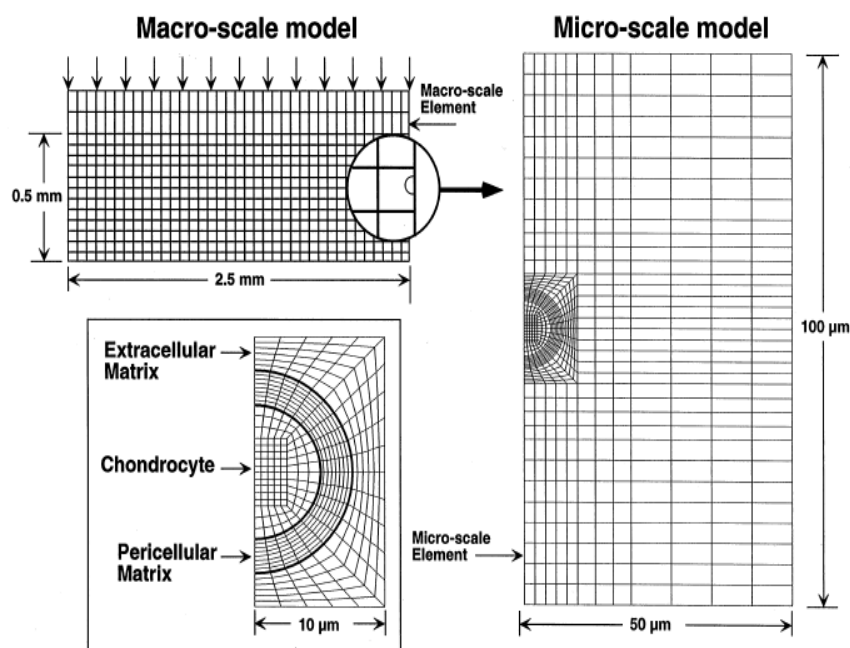 Macro-scale model
Micro-scale model
Macro-scale
Element
0.5 mm
2.5 mm
100 µm
Extracellular
Matrix
Chondrocyte
Pericellular
Matrix
10 µm
Micro-scale
Element
50 µm